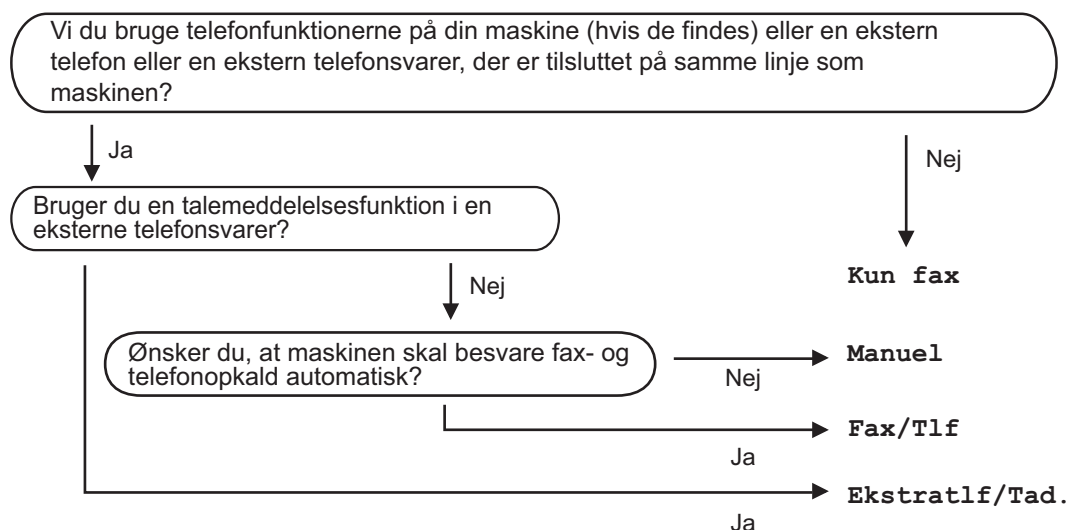 Vi du bruge telefonfunktionerne på din maskine (hvis de findes) eller en ekstern
telefon eller en ekstern telefonsvarer, der er tilsluttet på samme linje som
maskinen?
Ja
Nej
Bruger du en talemeddelelsesfunktion i en
eksterne telefonsvarer?
Kun fax
Nej
Ønsker du, at maskinen skal besvare fax- og
telefonopkald automatisk?
Manuel
Nej
Fax/Tlf
Ja
Ekstratlf/Tad.
Ja